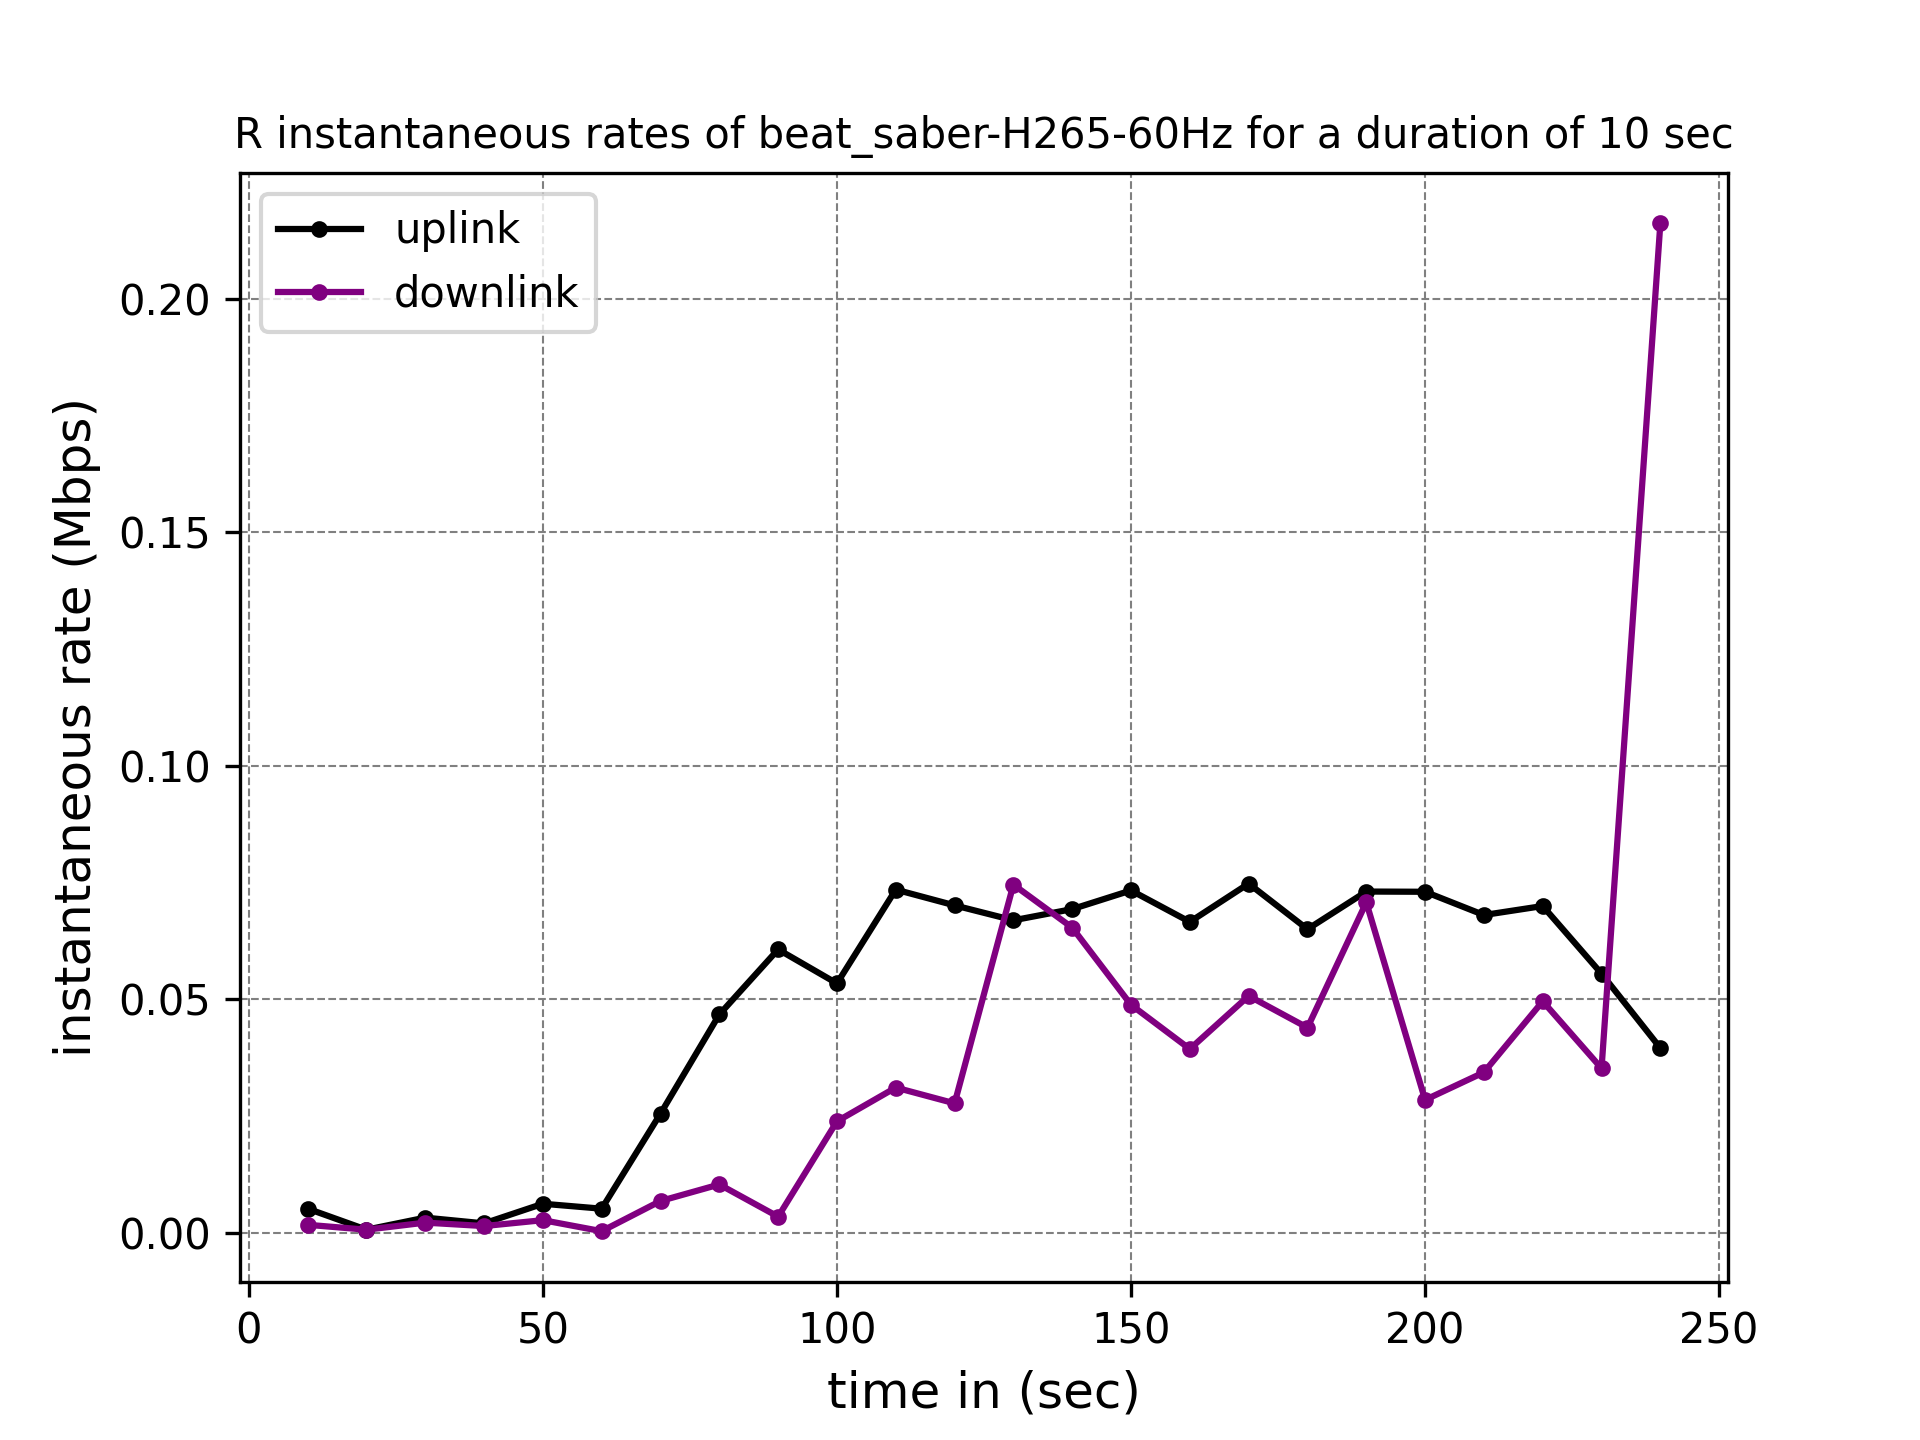 R instantaneous rates of beat_saber-H265-60Hz for a duration of 10 sec
uplink
downlink
0.20
0.15
0.10
0.05
0.00
instantaneous rate (Mbps)
0 50 100 150 200 250
time in (sec)